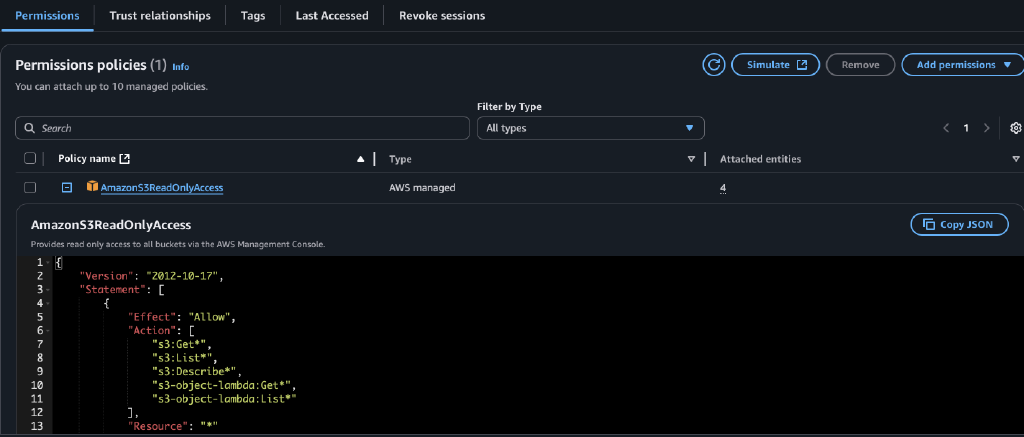 Permissions Trust relationships Tags Last Accessed Revoke sessions
Permissions policies (1) Info
Simulate Remove Add permissions
You can attach up to 10 managed policies.
Filter by Type
Search All types 1
Policy name Type Attached entities
AmazonS3ReadOnlyAccess AWS managed 4
AmazonS3ReadOnlyAccess Copy JSON
Provides read only access to all buckets via the AWS Management Console.
1 {
2 "Version": "2012-10-17",
3 "Statement": [
4 {
5 "Effect": "Allow",
6 "Action": [
7 "s3:Get*",
8 "s3:List*",
9 "s3:Describe*",
10 "s3-object-lambda:Get*",
11 "s3-object-lambda:List*"
12 ],
13 "Resource": "*"